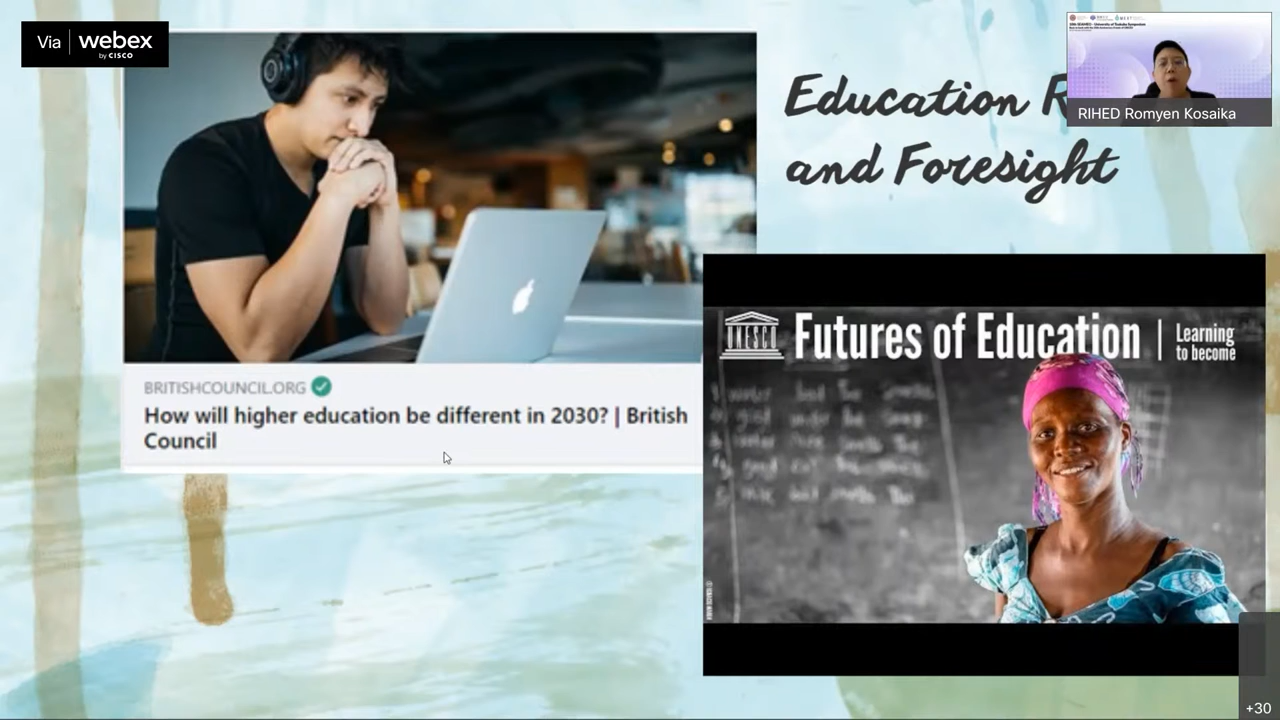 Via webex
by CISCO
Education R
and Foresight
RIHED Romyen Kosaika
BRITISHCOUNCIL.ORG
How will higher education be different in 2030? | British
Council
UNESCO
Futures of Education | Learning
to become
+30